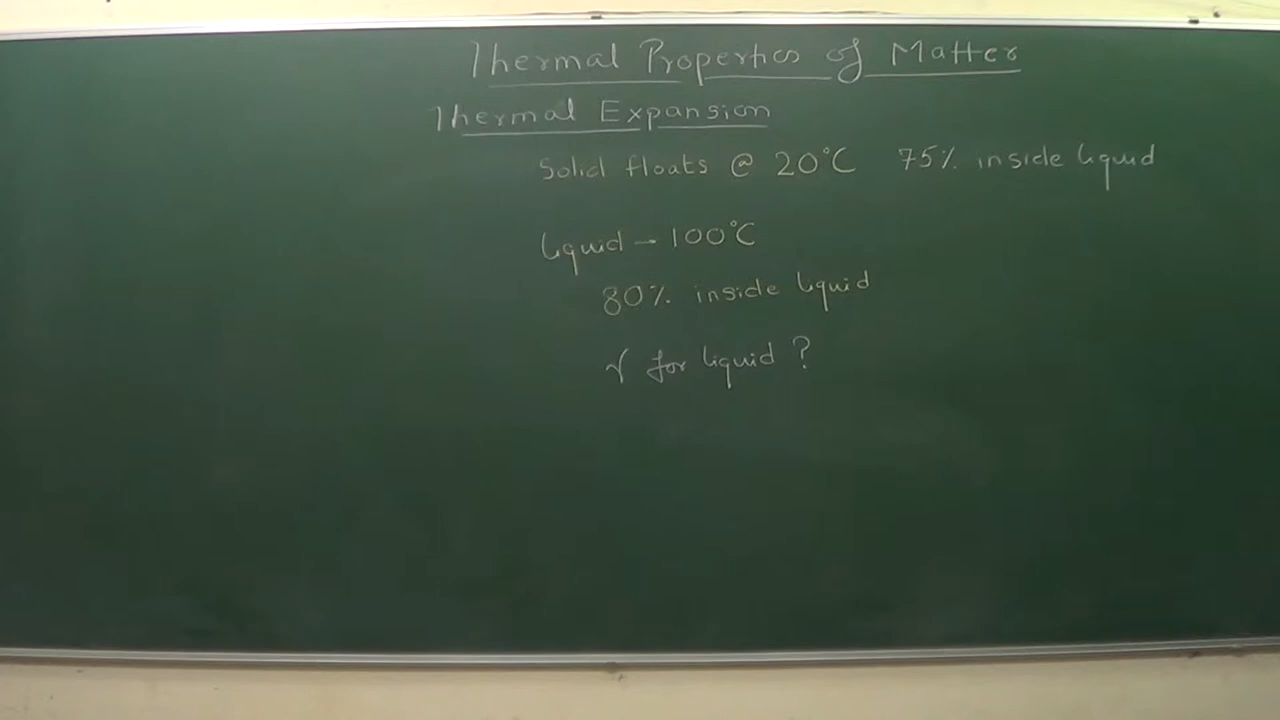 Thermal Properties of Matter
Thermal Expansion
Solid floats @ 20°C 75% inside liquid
liquid - 100°C
80% inside liquid
γ for liquid ?